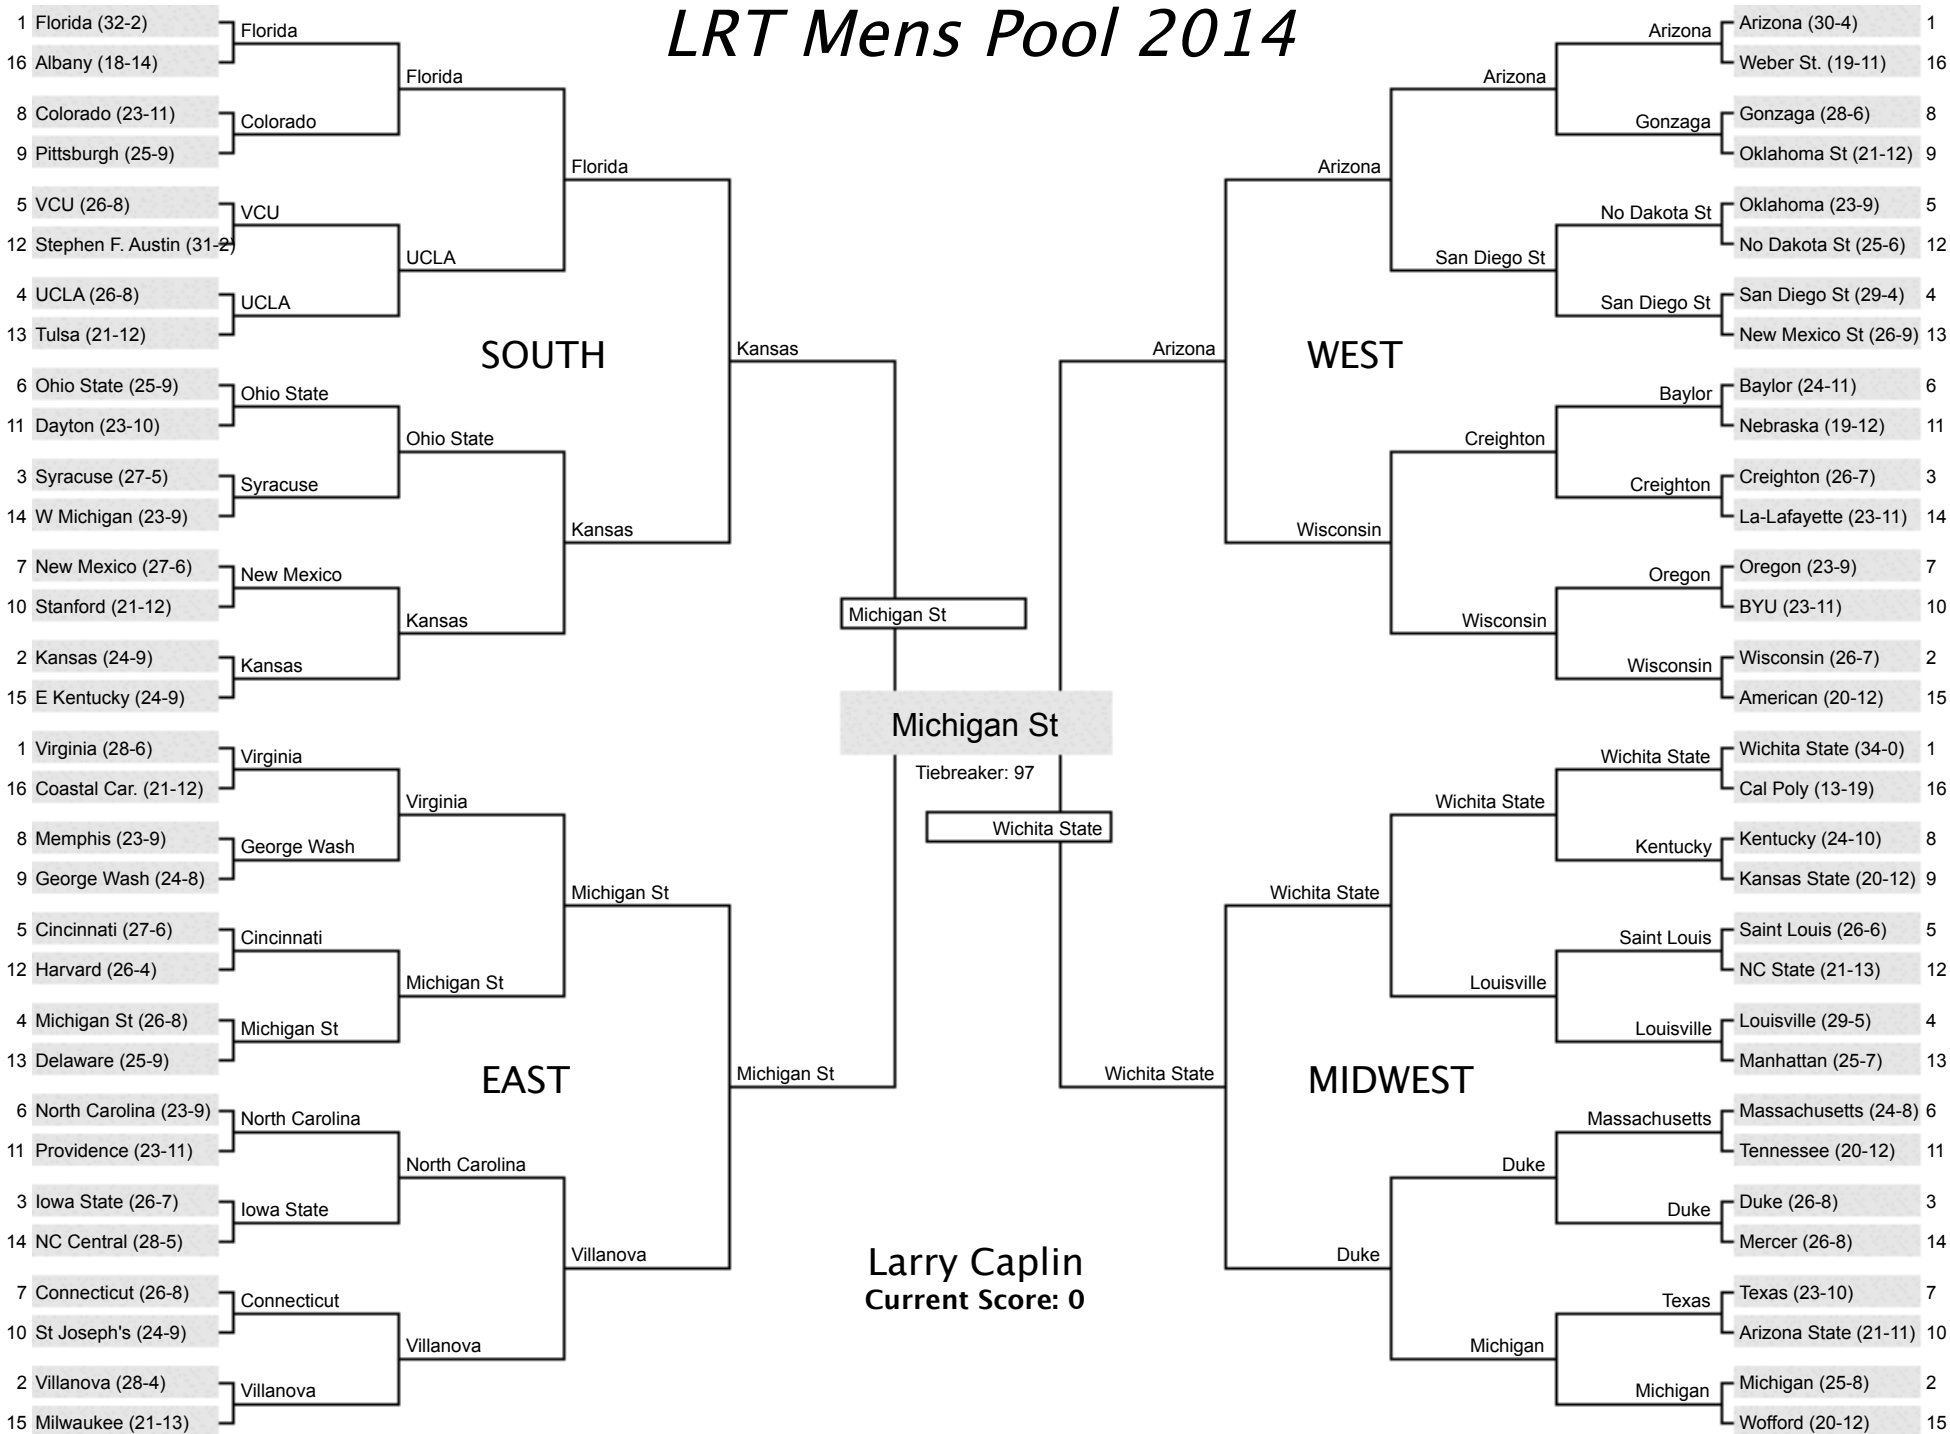 LRT Mens Pool 2014
1 Florida (32-2)
16 Albany (18-14)
8 Colorado (23-11)
9 Pittsburgh (25-9)
5 VCU (26-8)
12 Stephen F. Austin (31-2)
4 UCLA (26-8)
13 Tulsa (21-12)
6 Ohio State (25-9)
11 Dayton (23-10)
3 Syracuse (27-5)
14 W Michigan (23-9)
7 New Mexico (27-6)
10 Stanford (21-12)
2 Kansas (24-9)
15 E Kentucky (24-9)
Florida
Colorado
VCU
UCLA
Ohio State
Syracuse
New Mexico
Kansas
Florida
UCLA
Ohio State
Kansas
Florida
Kansas
SOUTH
Kansas
1 Virginia (28-6)
16 Coastal Car. (21-12)
8 Memphis (23-9)
9 George Wash (24-8)
5 Cincinnati (27-6)
12 Harvard (26-4)
4 Michigan St (26-8)
13 Delaware (25-9)
6 North Carolina (23-9)
11 Providence (23-11)
3 Iowa State (26-7)
14 NC Central (28-5)
7 Connecticut (26-8)
10 St Joseph's (24-9)
2 Villanova (28-4)
15 Milwaukee (21-13)
Virginia
George Wash
Cincinnati
Michigan St
North Carolina
Iowa State
Connecticut
Villanova
Virginia
Michigan St
North Carolina
Villanova
Michigan St
Villanova
EAST
Michigan St
Michigan St
Michigan St
Tiebreaker: 97
Wichita State
Larry Caplin
Current Score: 0
Arizona
WEST
Arizona
Wisconsin
Arizona
San Diego St
Creighton
Wisconsin
Arizona
Gonzaga
No Dakota St
San Diego St
Baylor
Creighton
Oregon
Wisconsin
Arizona (30-4) 1
Weber St. (19-11) 16
Gonzaga (28-6) 8
Oklahoma St (21-12) 9
Oklahoma (23-9) 5
No Dakota St (25-6) 12
San Diego St (29-4) 4
New Mexico St (26-9) 13
Baylor (24-11) 6
Nebraska (19-12) 11
Creighton (26-7) 3
La-Lafayette (23-11) 14
Oregon (23-9) 7
BYU (23-11) 10
Wisconsin (26-7) 2
American (20-12) 15
Wichita State
MIDWEST
Wichita State
Duke
Wichita State
Louisville
Duke
Michigan
Wichita State
Kentucky
Saint Louis
Louisville
Massachusetts
Duke
Texas
Michigan
Wichita State (34-0) 1
Cal Poly (13-19) 16
Kentucky (24-10) 8
Kansas State (20-12) 9
Saint Louis (26-6) 5
NC State (21-13) 12
Louisville (29-5) 4
Manhattan (25-7) 13
Massachusetts (24-8) 6
Tennessee (20-12) 11
Duke (26-8) 3
Mercer (26-8) 14
Texas (23-10) 7
Arizona State (21-11) 10
Michigan (25-8) 2
Wofford (20-12) 15